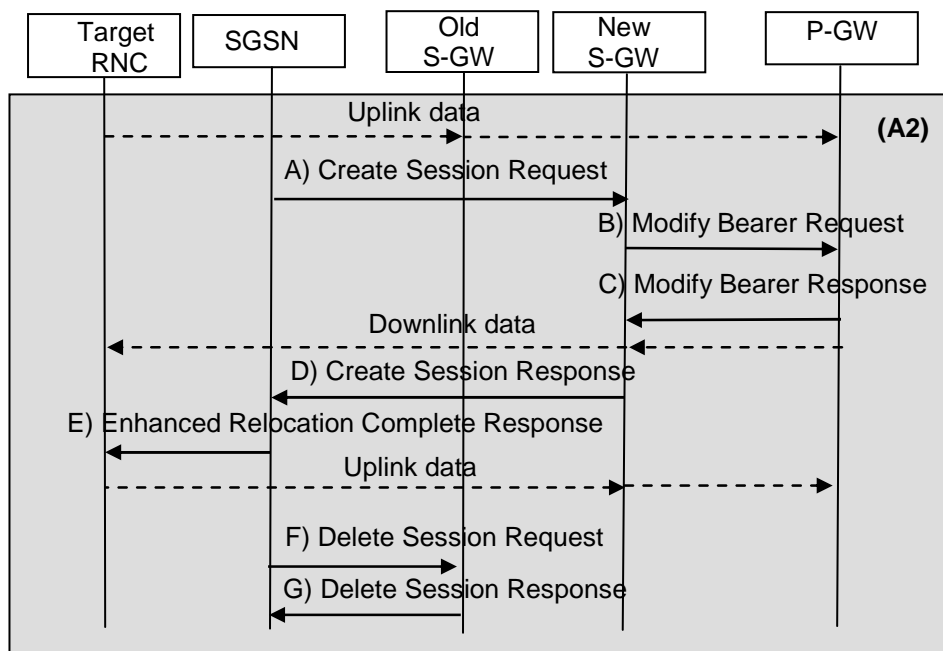 Target
RNC
SGSN
Old
S-GW
New
S-GW
P-GW
Uplink data
(A2)
A) Create Session Request
B) Modify Bearer Request
C) Modify Bearer Response
Downlink data
D) Create Session Response
E) Enhanced Relocation Complete Response
Uplink data
F) Delete Session Request
G) Delete Session Response